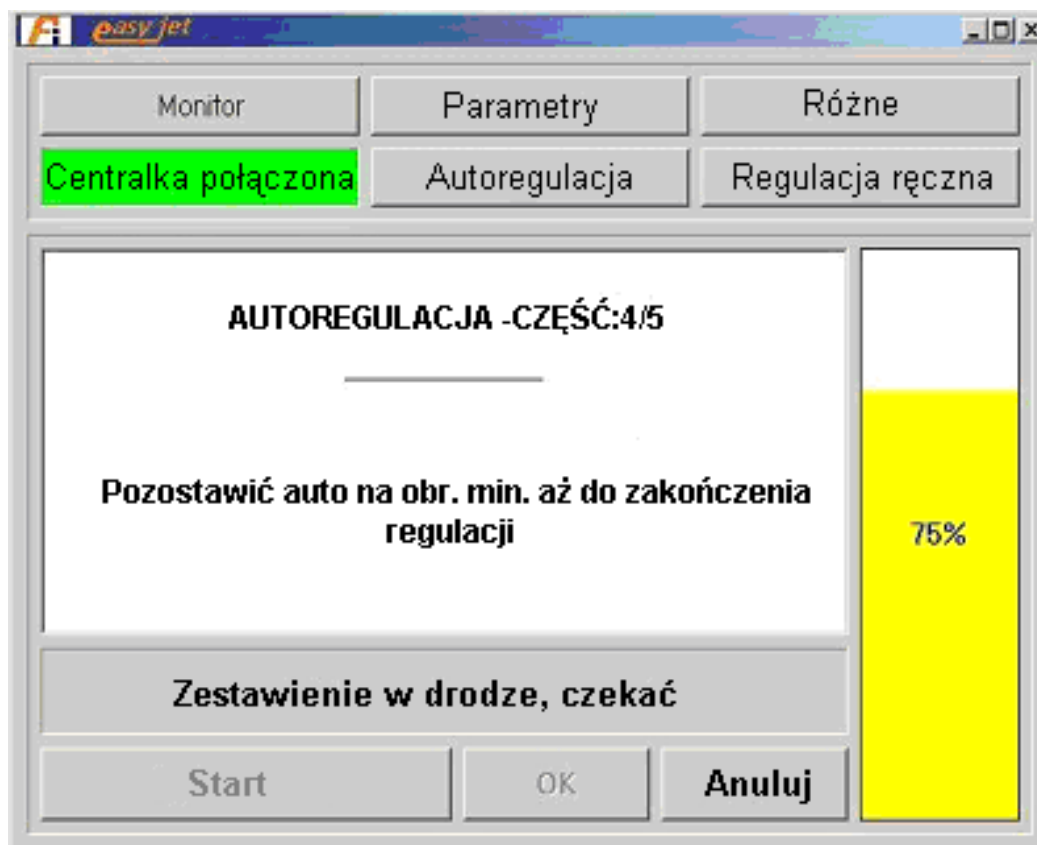 easy jet
Monitor
Parametry
Różne
Centralka połączona
Autoregulacja
Regulacja ręczna
AUTOREGULACJA -CZĘŚĆ:4/5
Pozostawić auto na obr. min. aż do zakończenia
regulacji
75%
Zestawienie w drodze, czekać
Start
OK
Anuluj